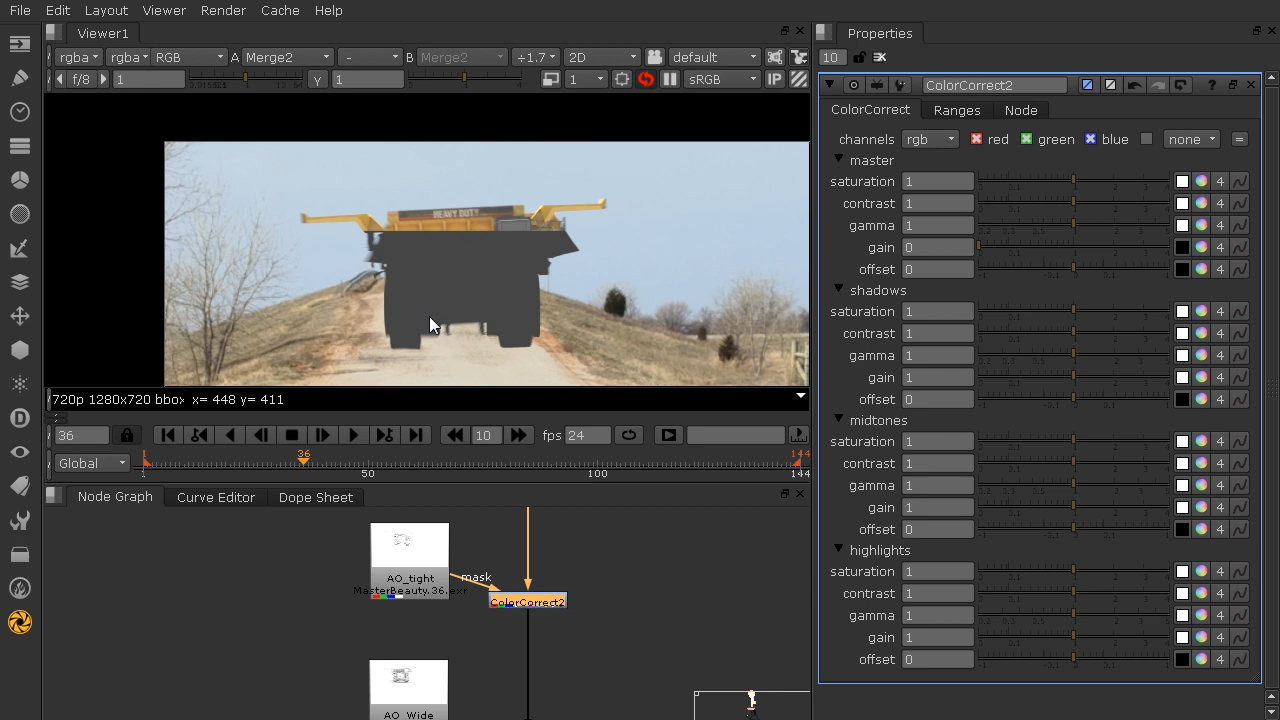 File Edit Layout Viewer Render Cache Help
Viewer1
Properties
rgba rgba RGB A Merge2 - B Merge2 ÷1.7 2D default
10
f/8 1 Y 1 1 sRGB IP
ColorCorrect2
ColorCorrect Ranges Node
channels rgb red green blue none =
master
saturation 1 4
contrast 1 4
gamma 1 4
gain 0 4
offset 0 4
shadows
saturation 1 4
contrast 1 4
gamma 1 4
gain 1 4
offset 0 4
midtones
saturation 1 4
contrast 1 4
gamma 1 4
gain 1 4
offset 0 4
highlights
saturation 1 4
contrast 1 4
gamma 1 4
gain 1 4
offset 0 4
HEAVY DUTY
720p 1280x720 bbox x= 448 y= 411
36 10 fps 24
Global 1 36 50 100 144 144
Node Graph Curve Editor Dope Sheet
AO_tight
MasterBeauty.36.exr
mask
ColorCorrect2
AO_Wide